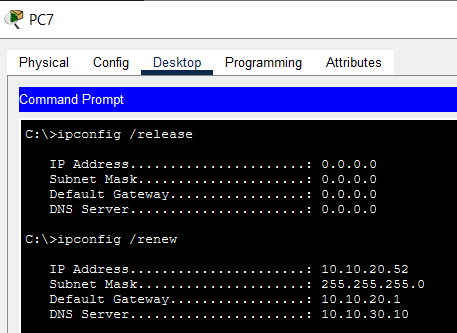 PC7
Physical Config Desktop Programming Attributes
Command Prompt
C:\>ipconfig /release
IP Address......................: 0.0.0.0
Subnet Mask.....................: 0.0.0.0
Default Gateway.................: 0.0.0.0
DNS Server......................: 0.0.0.0
C:\>ipconfig /renew
IP Address......................: 10.10.20.52
Subnet Mask.....................: 255.255.255.0
Default Gateway.................: 10.10.20.1
DNS Server......................: 10.10.30.10